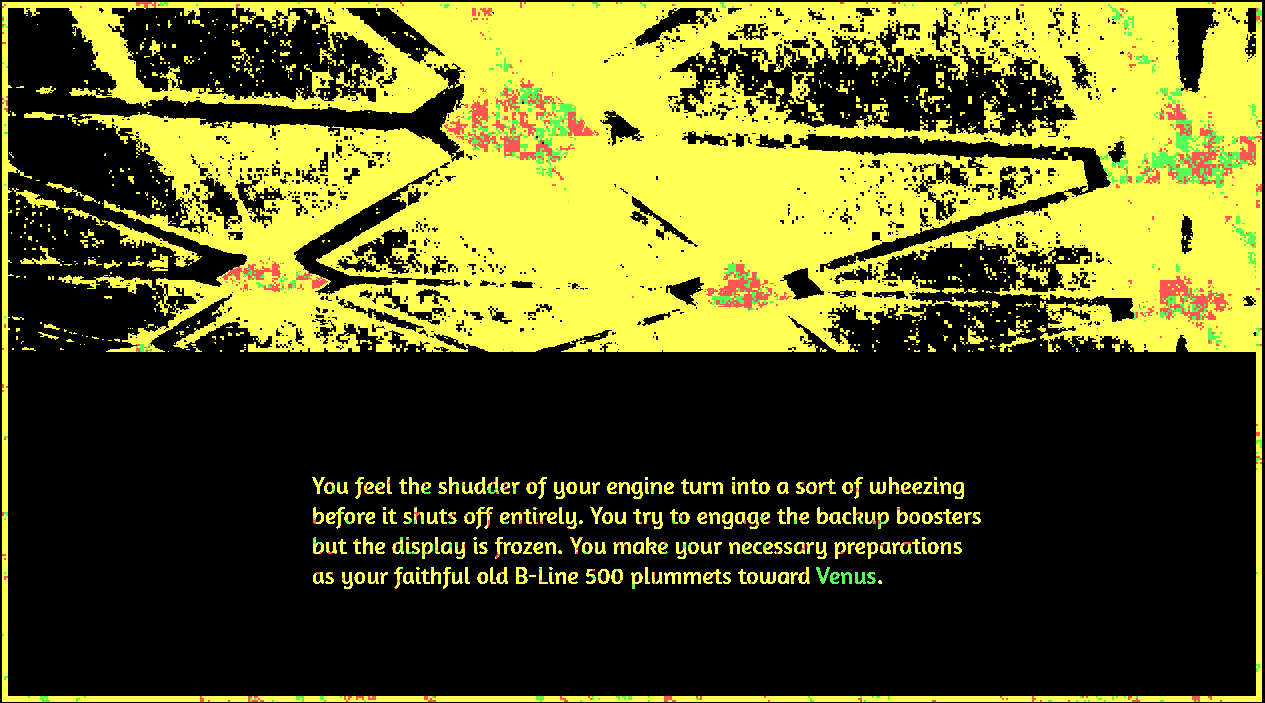 You feel the shudder of your engine turn into a sort of wheezing
before it shuts off entirely. You try to engage the backup boosters
but the display is frozen. You make your necessary preparations
as your faithful old B-Line 500 plummets toward Venus.